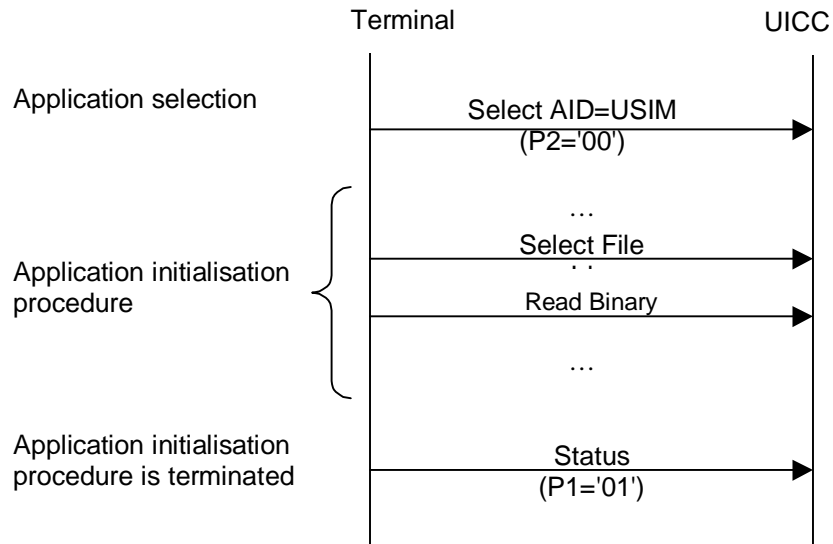 Terminal
UICC
Application selection
Select AID=USIM
(P2='00')
...
Select File
. .
Application initialisation
procedure
Read Binary
...
Application initialisation
procedure is terminated
Status
(P1='01')